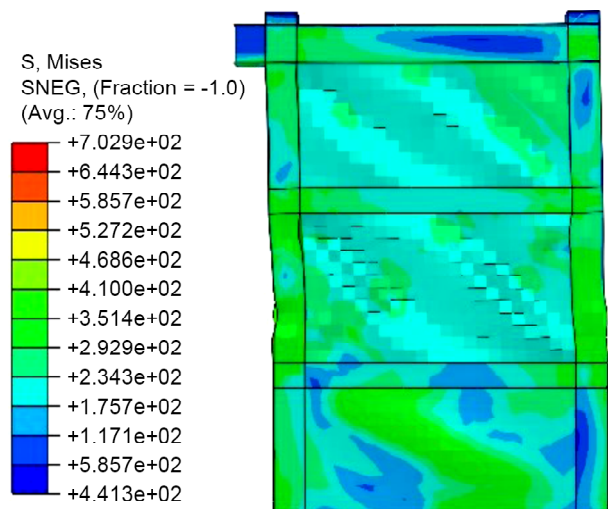 S, Mises
SNEG, (Fraction = -1.0)
(Avg.: 75%)
+7.029e+02
+6.443e+02
+5.857e+02
+5.272e+02
+4.686e+02
+4.100e+02
+3.514e+02
+2.929e+02
+2.343e+02
+1.757e+02
+1.171e+02
+5.857e+02
+4.413e+02